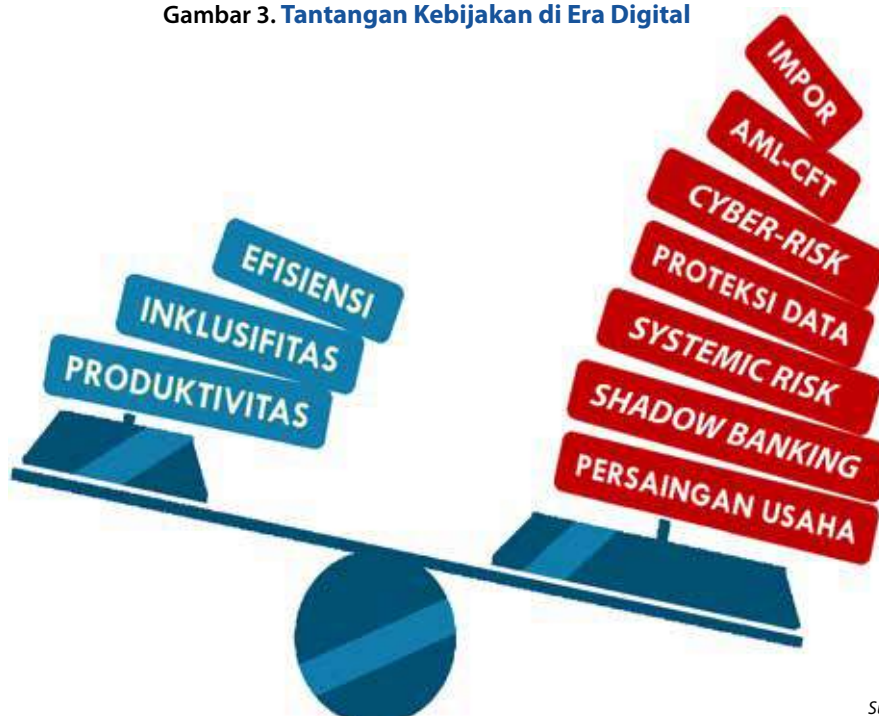 Gambar 3. Tantangan Kebijakan di Era Digital
EFISIENSI
INKLUSIFITAS
PRODUKTIVITAS
IMPOR
AML-CFT
CYBER-RISK
PROTEKSI DATA
SYSTEMIC RISK
SHADOW BANKING
PERSAINGAN USAHA